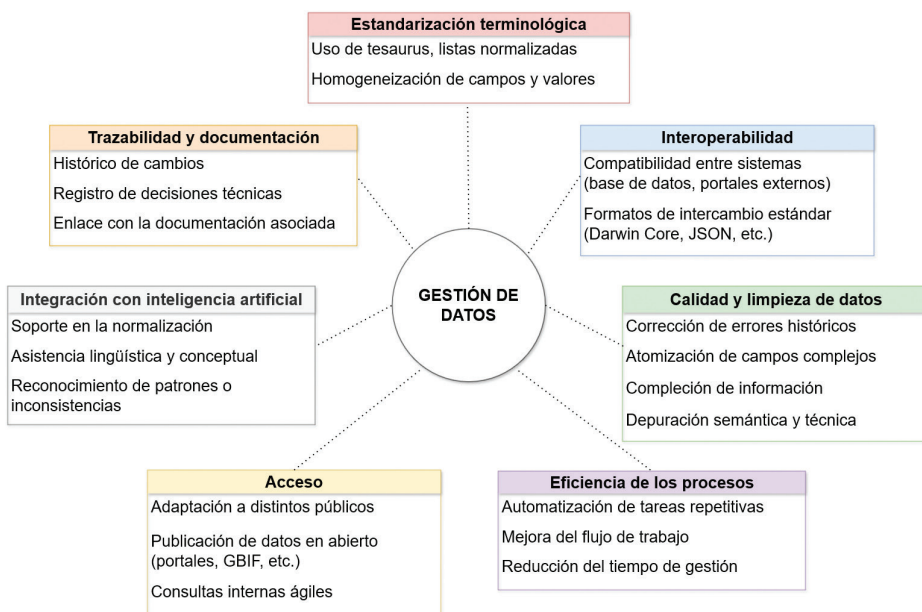 Estandarización terminológica
Uso de tesaurus, listas normalizadas
Homogeneización de campos y valores
Trazabilidad y documentación
Histórico de cambios
Registro de decisiones técnicas
Enlace con la documentación asociada
Interoperabilidad
Compatibilidad entre sistemas
(base de datos, portales externos)
Formatos de intercambio estándar
(Darwin Core, JSON, etc.)
GESTIÓN DE
DATOS
Integración con inteligencia artificial
Soporte en la normalización
Asistencia lingüística y conceptual
Reconocimiento de patrones o
inconsistencias
Calidad y limpieza de datos
Corrección de errores históricos
Atomización de campos complejos
Compleción de información
Depuración semántica y técnica
Acceso
Adaptación a distintos públicos
Publicación de datos en abierto
(portales, GBIF, etc.)
Consultas internas ágiles
Eficiencia de los procesos
Automatización de tareas repetitivas
Mejora del flujo de trabajo
Reducción del tiempo de gestión